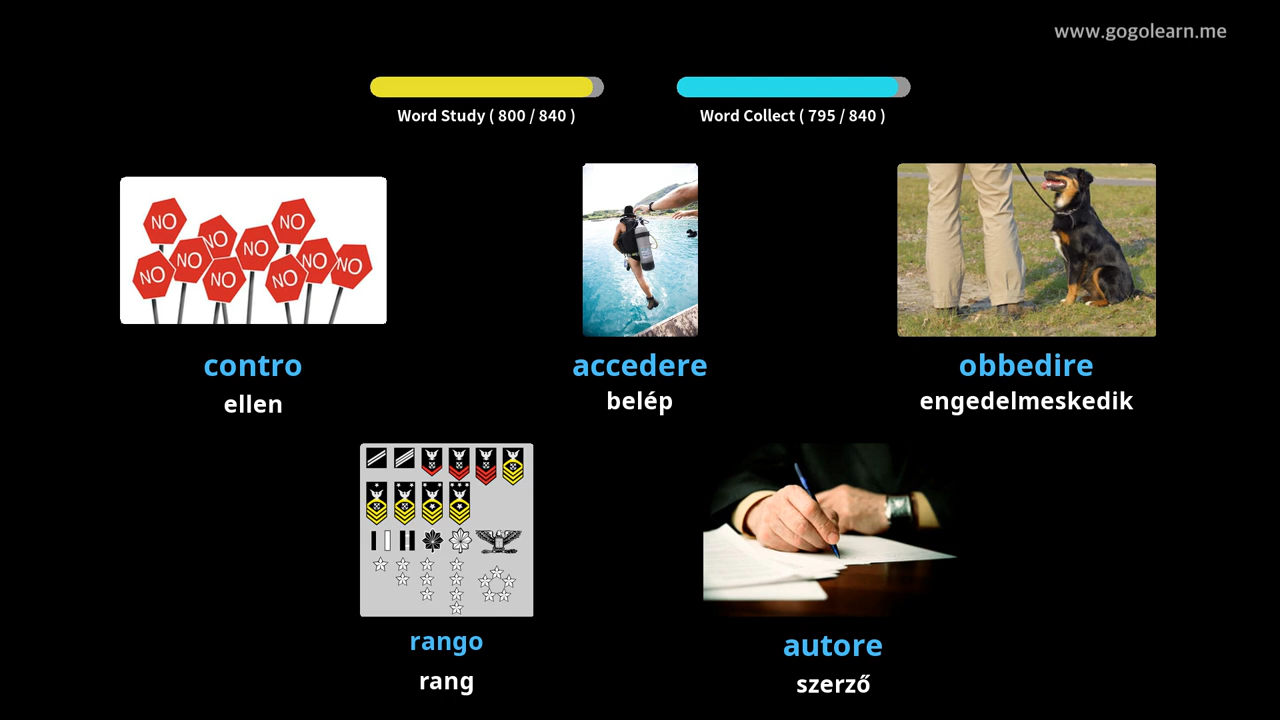 www.gogolearn.me
Word Study ( 800 / 840 )
Word Collect ( 795 / 840 )
NO
NO
NO
NO
NO
NO
NO
NO
NO
NO
contro
ellen
accedere
belép
obbedire
engedelmeskedik
rango
rang
autore
szerző